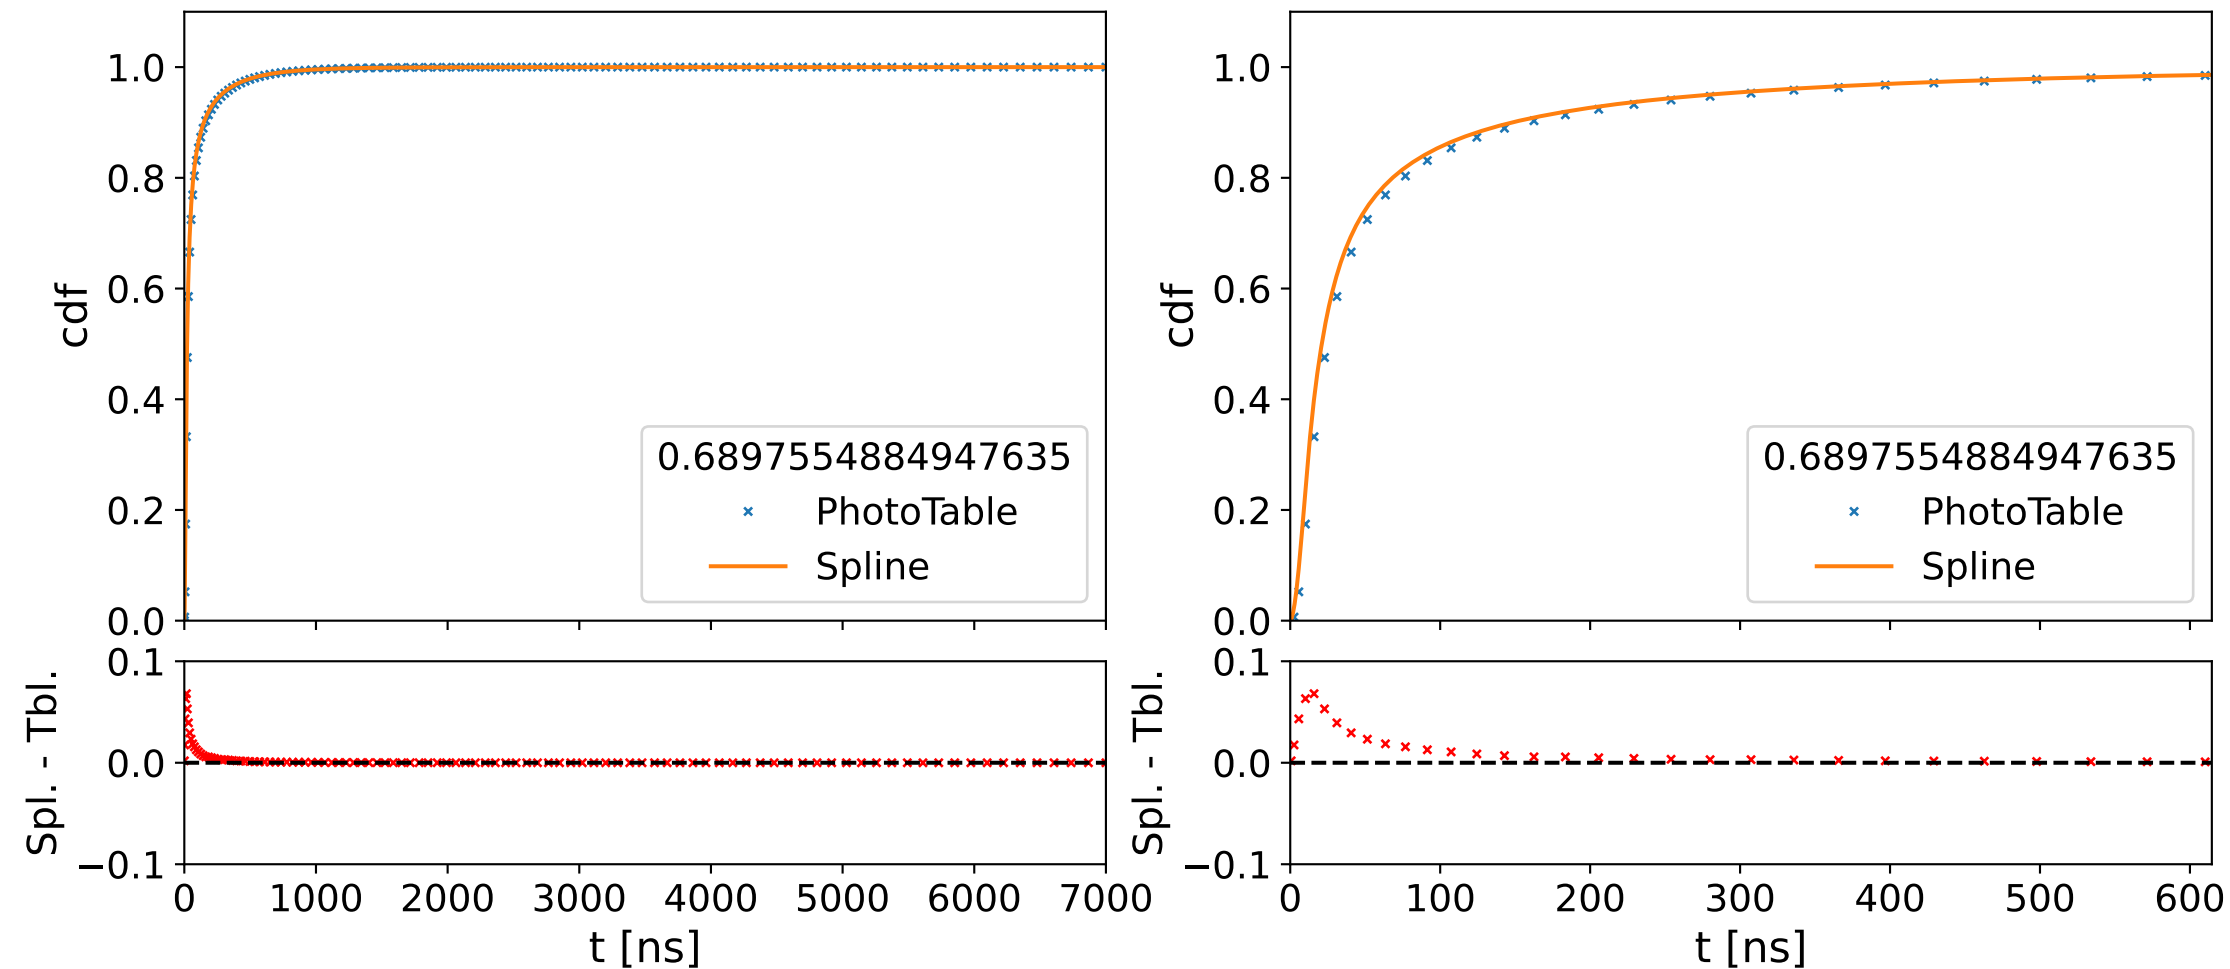 1.0
0.8
0.6
0.4
0.2
0.0
cdf
0.6897554884947635
PhotoTable
Spline
0.1
0.0
−0.1
Spl. - Tbl.
0 1000 2000 3000 4000 5000 6000 7000
t [ns]
1.0
0.8
0.6
0.4
0.2
0.0
cdf
0.6897554884947635
PhotoTable
Spline
0.1
0.0
−0.1
Spl. - Tbl.
0 100 200 300 400 500 600
t [ns]